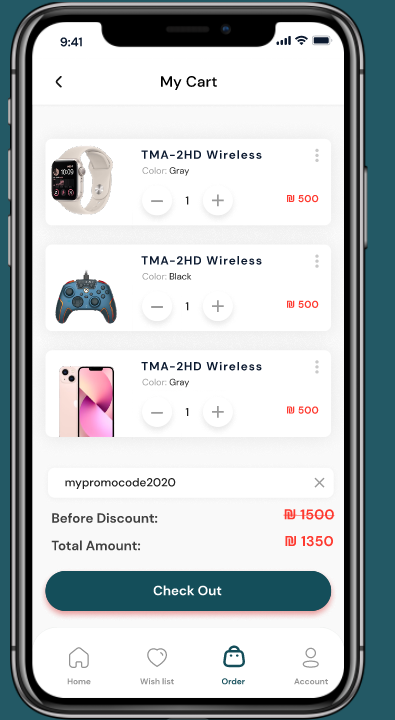 9:41
My Cart
TMA-2HD Wireless
Color: Gray
1
₪ 500
TMA-2HD Wireless
Color: Black
1
₪ 500
TMA-2HD Wireless
Color: Gray
1
₪ 500
mypromocode2020
Before Discount:
₪ 1500
Total Amount:
₪ 1350
Check Out
Home
Wish list
Order
Account